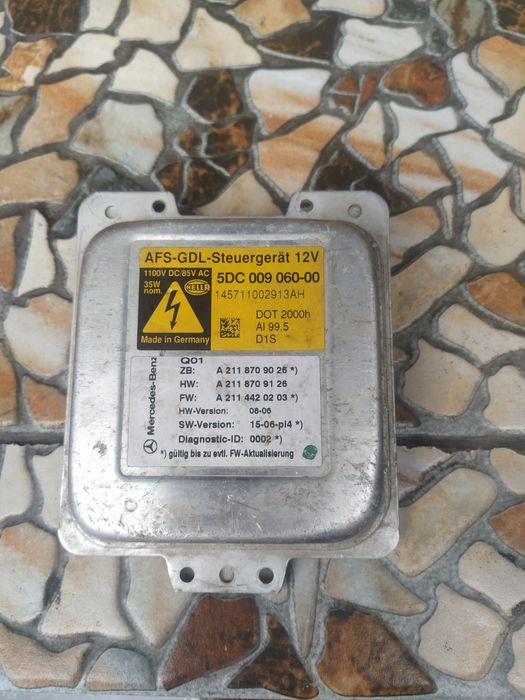 AFS-GDL-Steuergerät 12V
1100V DC/85V AC
35W
nom.
HELLA
Made in Germany
5DC 009 060-00
145711002913AH
DOT 2000h
AI 99.5
D1S
Mercedes-Benz
Q01
ZB: A 211 870 90 26 *)
HW: A 211 870 91 26
FW: A 211 442 02 03 *)
HW-Version: 08-06
SW-Version: 15-06-pl4 *)
Diagnostic-ID: 0002 *)
*) gültig bis zu evtl. FW-Aktualisierung